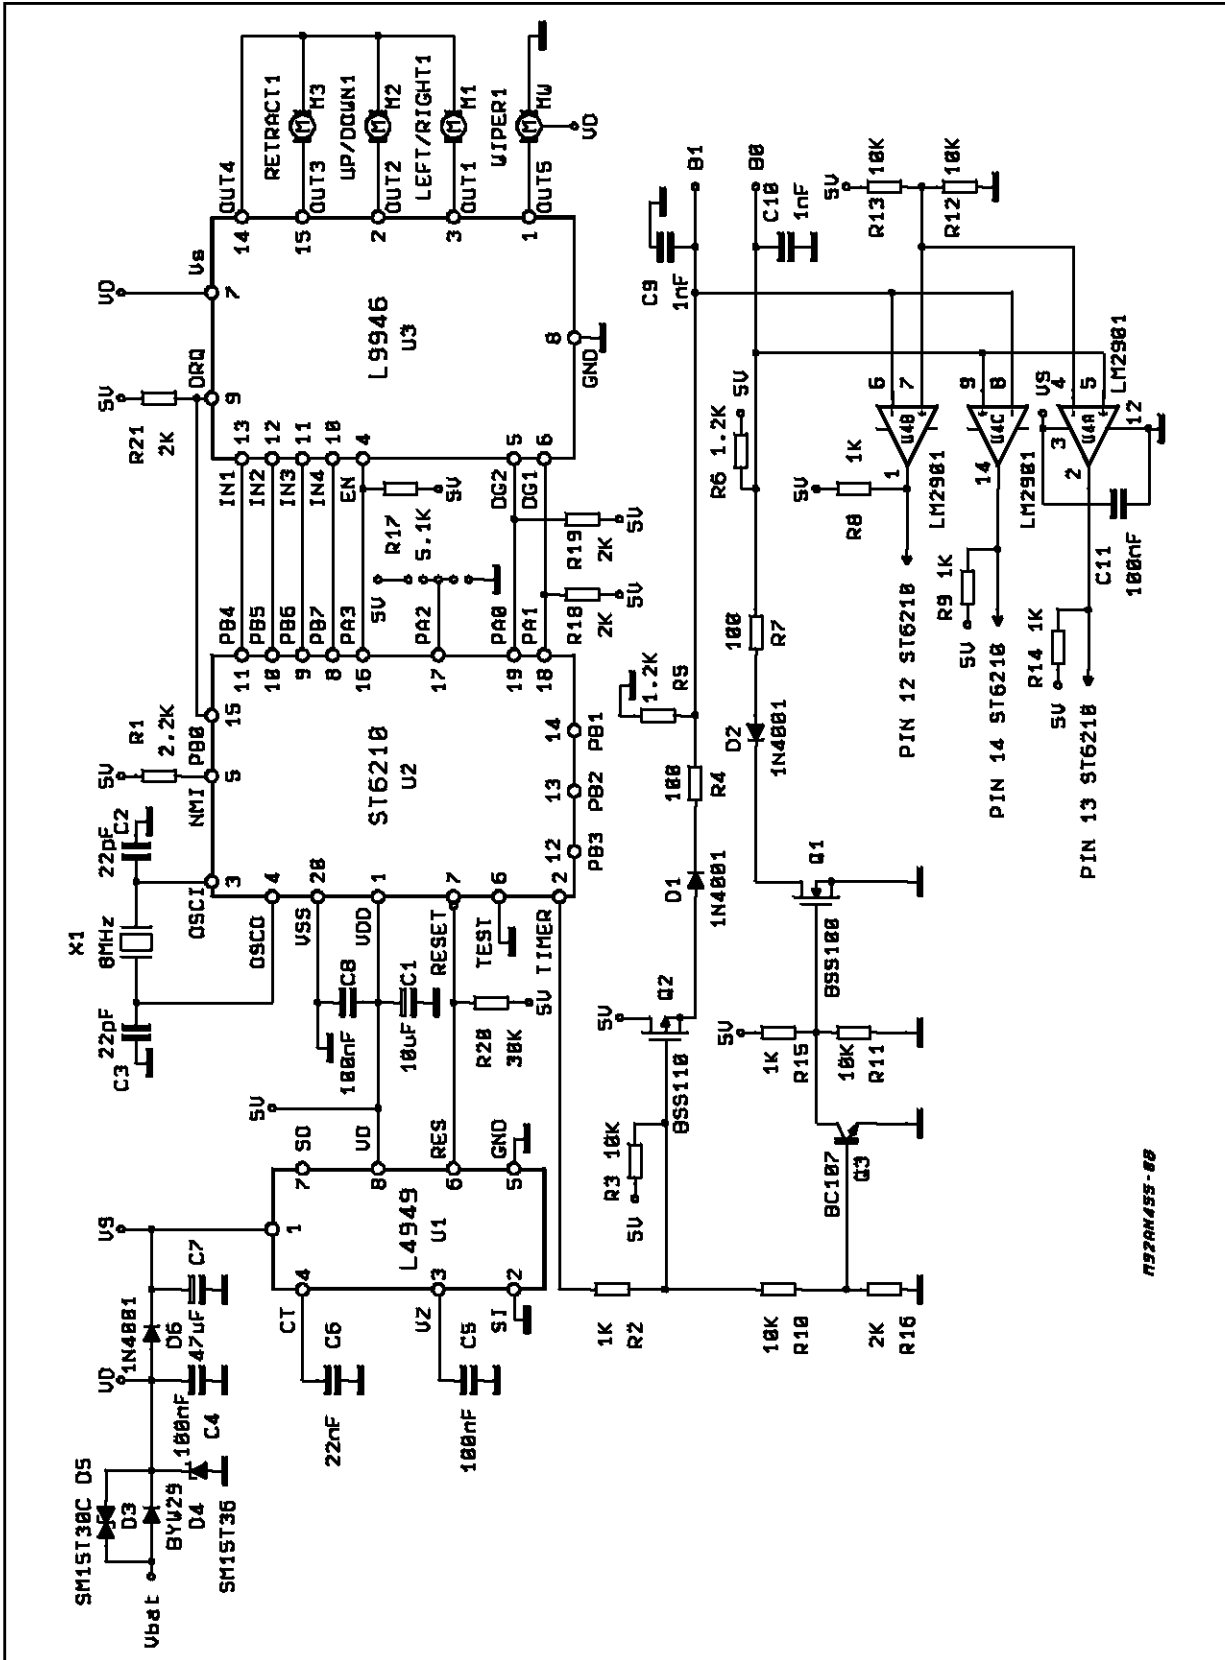 SM15T30C D5
D3
BYW29
D4
SM15T36
Vbat
VD
1N4001
D6
100nF
C4
47uF
C7
VS
CT
4
C6
22nF
VZ
3
C5
100nF
SI
2
1
L4949
U1
7
SO
8
VO
6
RES
5
GND
5V
X1
8MHz
22pF
C3
22pF
C2
OSCI
3
OSCO
4
VSS
20
VDD
1
RESET
7
TEST
6
TIMER
2
C8
100nF
C1
10uF
R20
30K
5V
5V
R1
2.2K
NMI
5
PB0
15
ST6210
U2
12
PB3
13
PB2
14
PB1
PB4
11
PB5
10
PB6
9
PB7
8
PA3
16
PA2
17
PA0
19
PA1
18
5V
R17
5.1K
5V
R19
2K
5V
R18
2K
5V
5V
R21
2K
DRQ
9
IN1
13
IN2
12
IN3
11
IN4
10
EN
4
DG2
5
DG1
6
L9946
U3
VD
Vs
7
8
GND
OUT4
14
15
OUT3
2
OUT2
3
OUT1
1
OUT5
RETRACT1
M M3
UP/DOWN1
M M2
LEFT/RIGHT1
M M1
WIPER1
M MW
VD
1K
R2
R3 10K
5V
BSS110
Q2
5V
10K
R10
2K
R16
BC107
Q3
5V
1K
R15
10K
R11
BSS100
Q1
D1
1N4001
100
R4
1.2K
R5
D2
1N4001
100
R7
R6 1.2K
5V
C9
1nF
B1
B0
C10
1nF
5V
R13
10K
R12
10K
6
7
U4B
1
LM2901
9
8
U4C
14
LM2901
VS
4
5
3
U4A
12
2
LM2901
5V
R8
1K
PIN 12 ST6210
R9 1K
5V
PIN 14 ST6210
R14 1K
5V
PIN 13 ST6210
C11
100nF
M92AN455-08